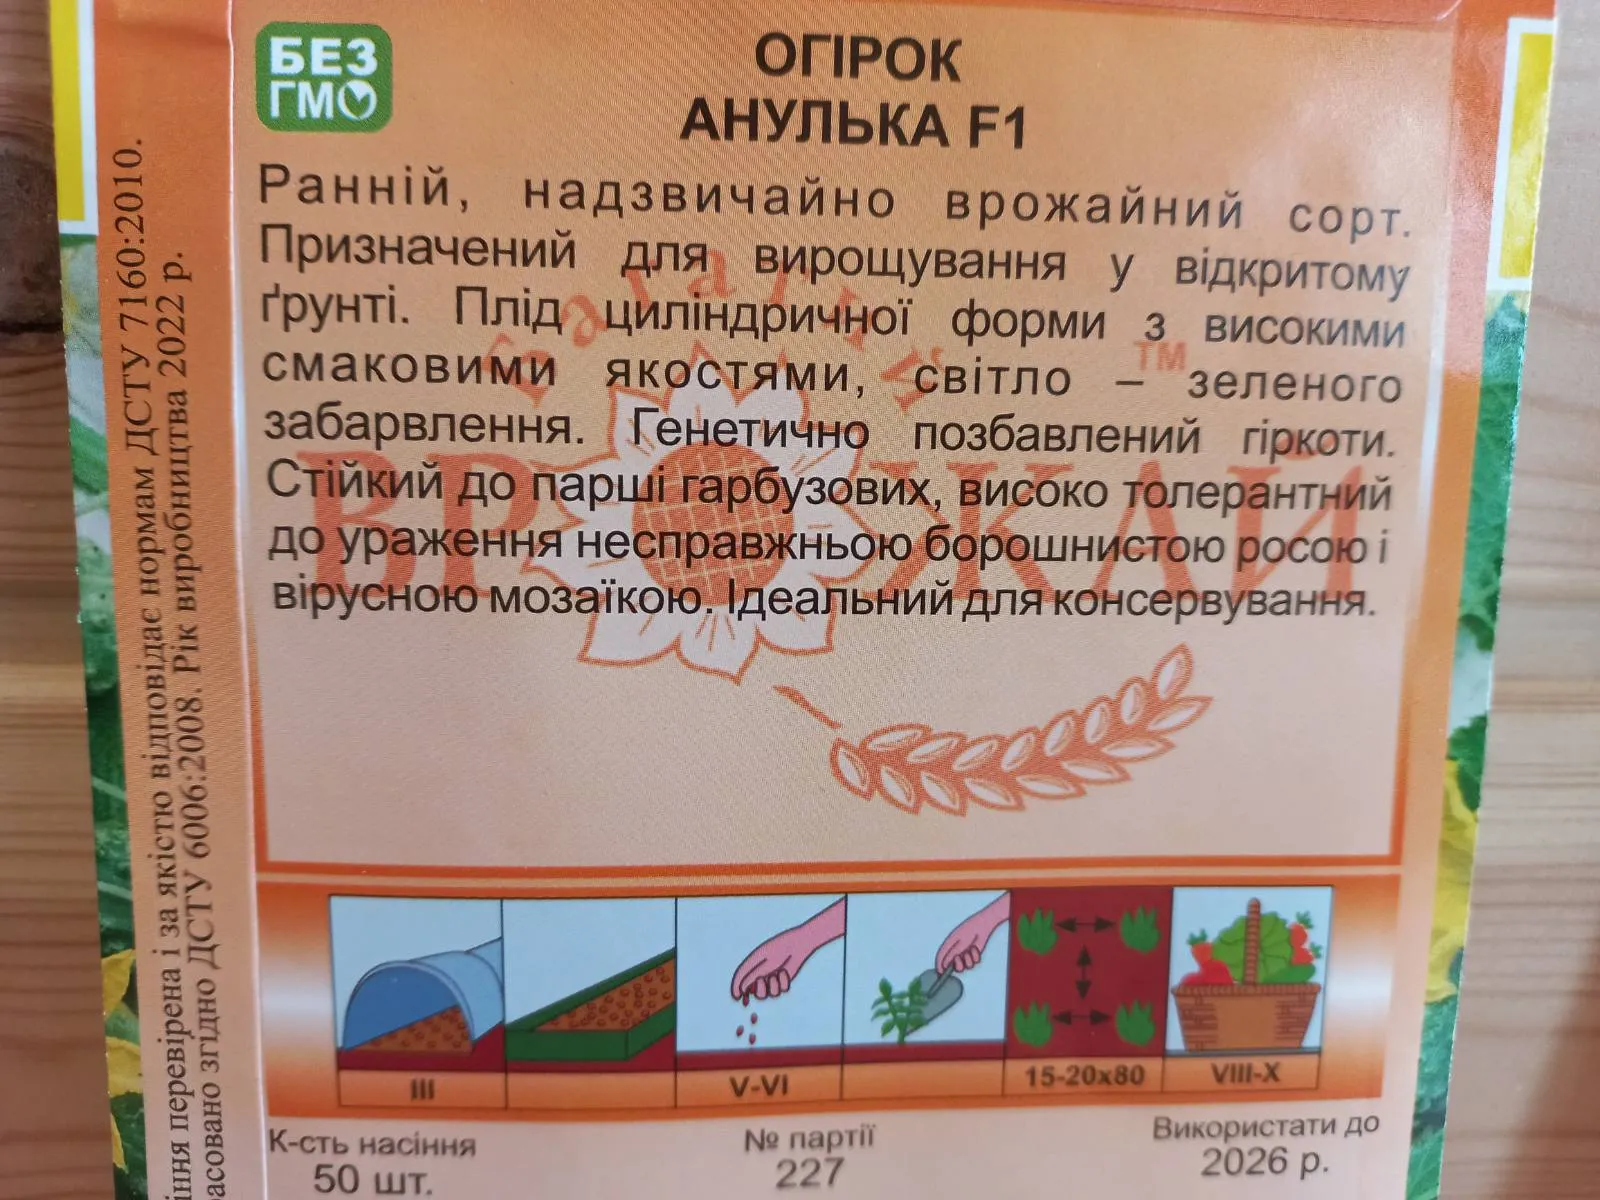 БЕЗ
ГМО
ОГІРОК
АНУЛЬКА F1
Ранній, надзвичайно врожайний сорт.
Призначений для вирощування у відкритому
ґрунті. Плід циліндричної форми з високими
смаковими якостями, світло – зеленого
забарвлення. Генетично позбавлений гіркоти.
Стійкий до парші гарбузових, високо толерантний
до ураження несправжньою борошнистою росою і
вірусною мозаїкою. Ідеальний для консервування.
Багатий
ВРОЖАЙ
TM
III
V-VI
15-20x80
VIII-X
К-сть насіння
50 шт.
№ партії
227
Використати до
2026 р.
перевірена і за якістю відповідає нормам ДСТУ 7160:2010.
згідно ДСТУ 6006:2008. Рік виробництва 2022 р.